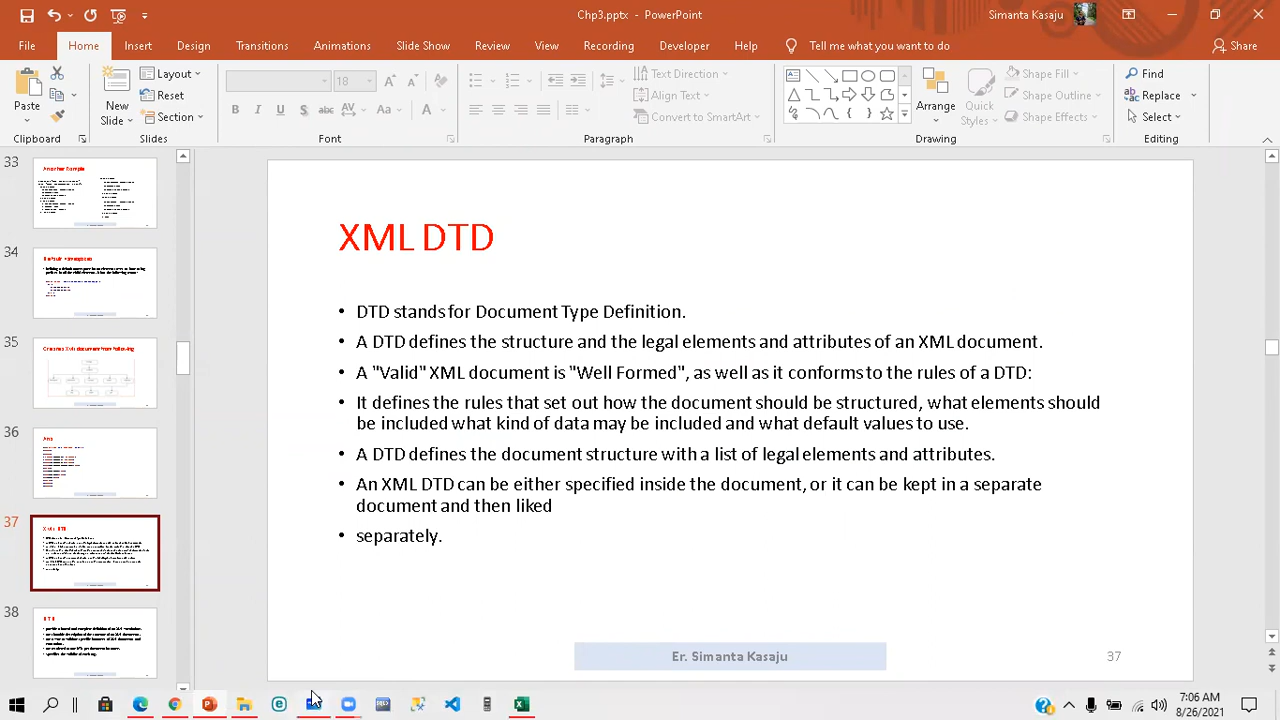 Chp3.pptx - PowerPoint
Simanta Kasaju
File Home Insert Design Transitions Animations Slide Show Review View Recording Developer Help Tell me what you want to do Share
Paste
Clipboard
New
Slide
Layout
Reset
Section
Slides
18
B I U S abc AV Aa A
Font
Text Direction
Align Text
Convert to SmartArt
Paragraph
Arrange
Quick
Styles
Shape Fill
Shape Outline
Shape Effects
Drawing
Find
Replace
Select
Editing
33
Another Example
34
35
36
Ans
37
XML DTD
38
DTD
XML DTD
• DTD stands for Document Type Definition.
• A DTD defines the structure and the legal elements and attributes of an XML document.
• A "Valid" XML document is "Well Formed", as well as it conforms to the rules of a DTD:
• It defines the rules that set out how the document should be structured, what elements should
be included what kind of data may be included and what default values to use.
• A DTD defines the document structure with a list of legal elements and attributes.
• An XML DTD can be either specified inside the document, or it can be kept in a separate
document and then liked
• separately.
Er. Simanta Kasaju
37
7:06 AM
8/26/2021